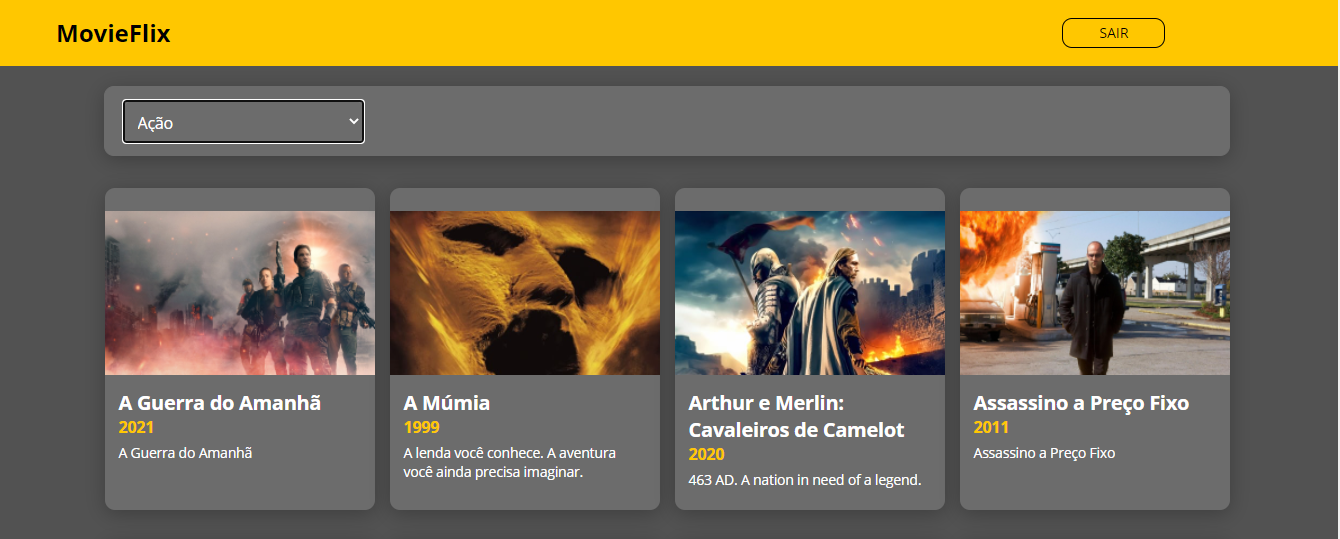 MovieFlix
SAIR
Ação
A Guerra do Amanhã
2021
A Guerra do Amanhã
A Múmia
1999
A lenda você conhece. A aventura
você ainda precisa imaginar.
Arthur e Merlin:
Cavaleiros de Camelot
2020
463 AD. A nation in need of a legend.
Assassino a Preço Fixo
2011
Assassino a Preço Fixo